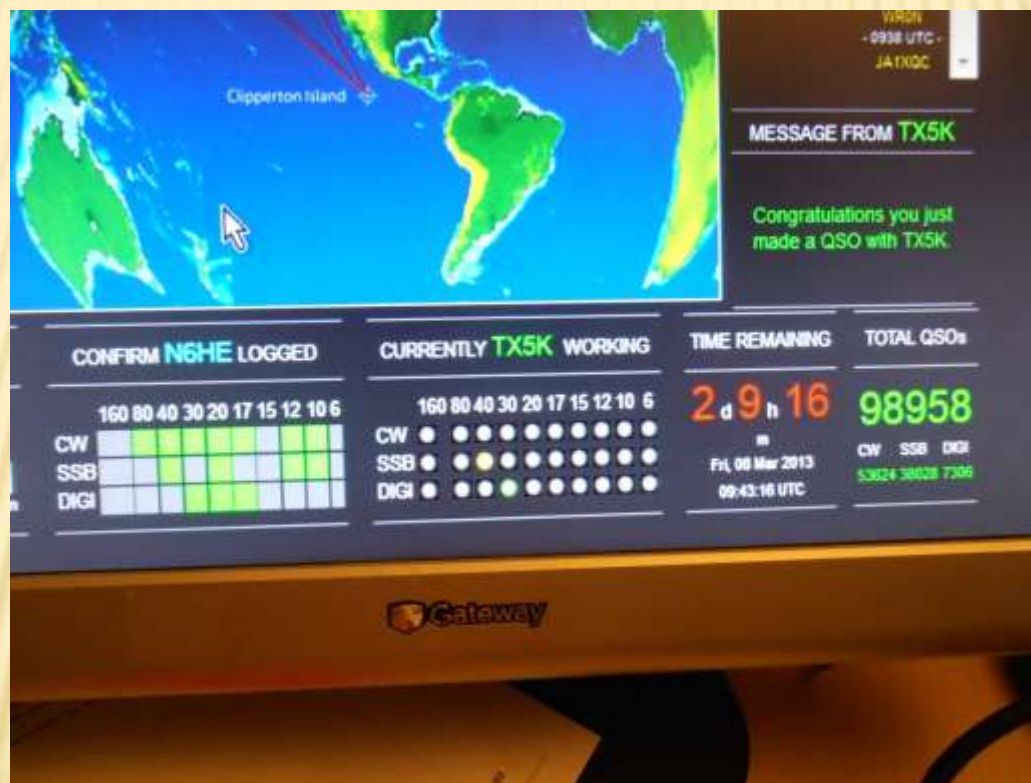 WR0N
- 0938 UTC -
JA1XQC
Clipperton Island
MESSAGE FROM TX5K
Congratulations you just
made a QSO with TX5K.
CONFIRM N6HE LOGGED
160 80 40 30 20 17 15 12 10 6
CW
SSB
DIGI
CURRENTLY TX5K WORKING
160 80 40 30 20 17 15 12 10 6
CW
SSB
DIGI
TIME REMAINING
2 d 9 h 16
m
Fri, 08 Mar 2013
09:43:16 UTC
TOTAL QSOs
98958
CW SSB DIGI
53624 38028 7306
Gateway